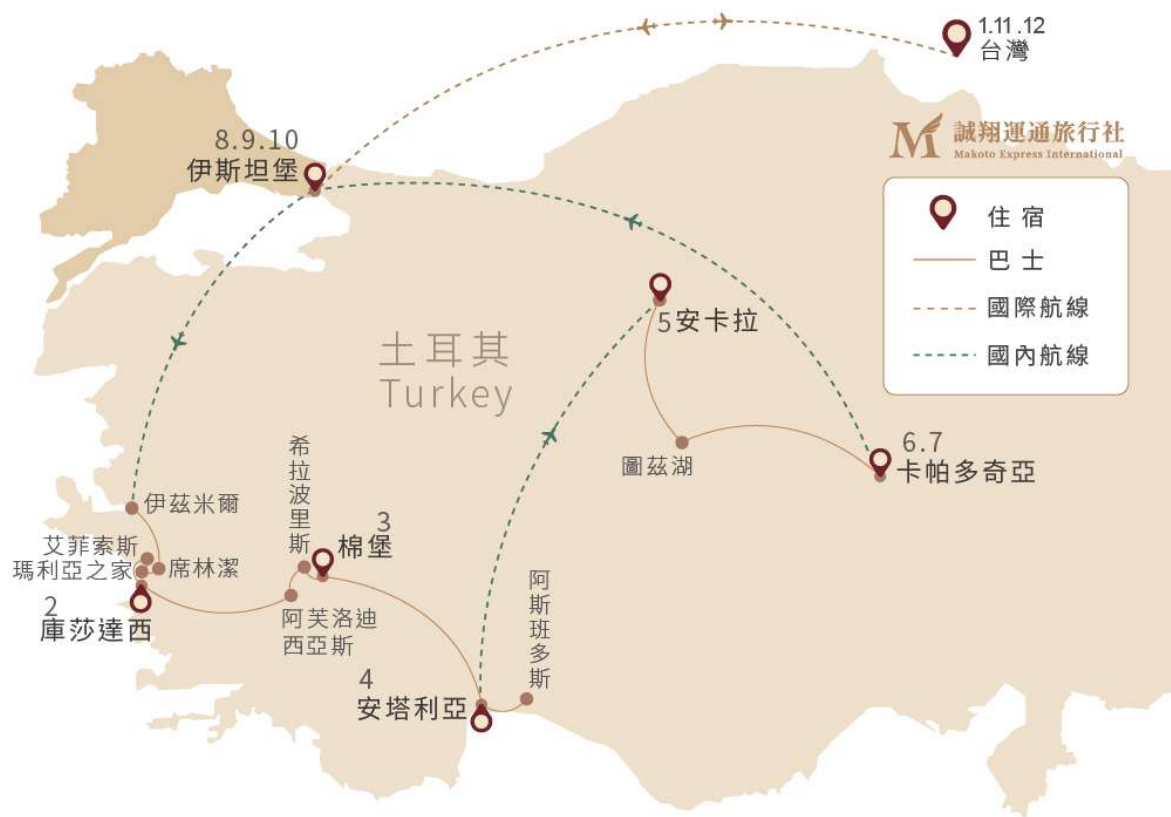 1.11.12
台灣
誠翔運通旅行社
Makoto Express International
8.9.10
伊斯坦堡
住宿
巴士
國際航線
國內航線
5安卡拉
土耳其
Turkey
6.7
卡帕多奇亞
圖茲湖
希拉波里斯
伊茲米爾
3
棉堡
艾菲索斯
瑪利亞之家
席林潔
阿斯班多斯
2
庫莎達西
阿芙洛迪
西亞斯
4
安塔利亞